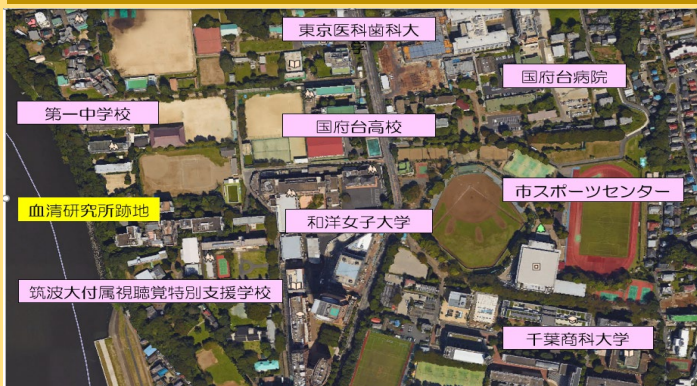 東京医科歯科大
学
国府台病院
第一中学校
国府台高校
市スポーツセンター
血清研究所跡地
和洋女子大学
筑波大付属視聴覚特別支援学校
千葉商科大学